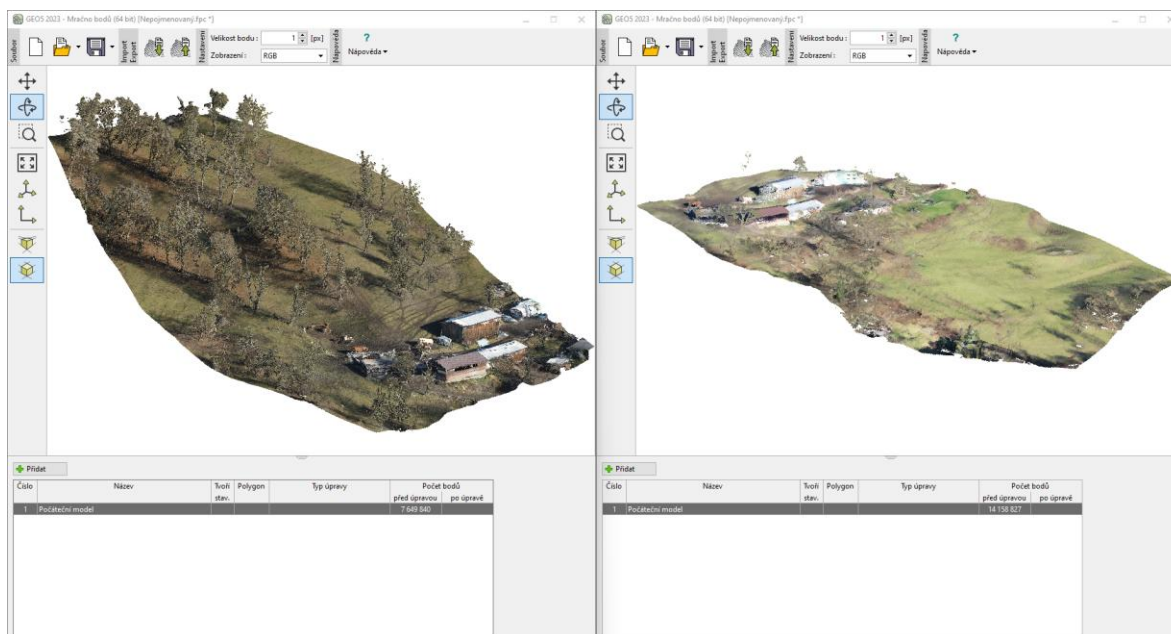 GEOS 2023 - Mračno bodů (64 bit) [Nepojmenovaný.fpc *]
Soubor
Import
Export
Nastavení
Velikost bodu : 1 [px]
Zobrazení : RGB
Nápověda
?
Nápověda
Přidat
Číslo Název Tvoří stav. Polygon Typ úpravy Počet bodů
před úpravou po úpravě
1 Počáteční model 7 649 840
GEOS 2023 - Mračno bodů (64 bit) [Nepojmenovaný.fpc *]
Soubor
Import
Export
Nastavení
Velikost bodu : 1 [px]
Zobrazení : RGB
Nápověda
?
Nápověda
Přidat
Číslo Název Tvoří stav. Polygon Typ úpravy Počet bodů
před úpravou po úpravě
1 Počáteční model 14 158 827